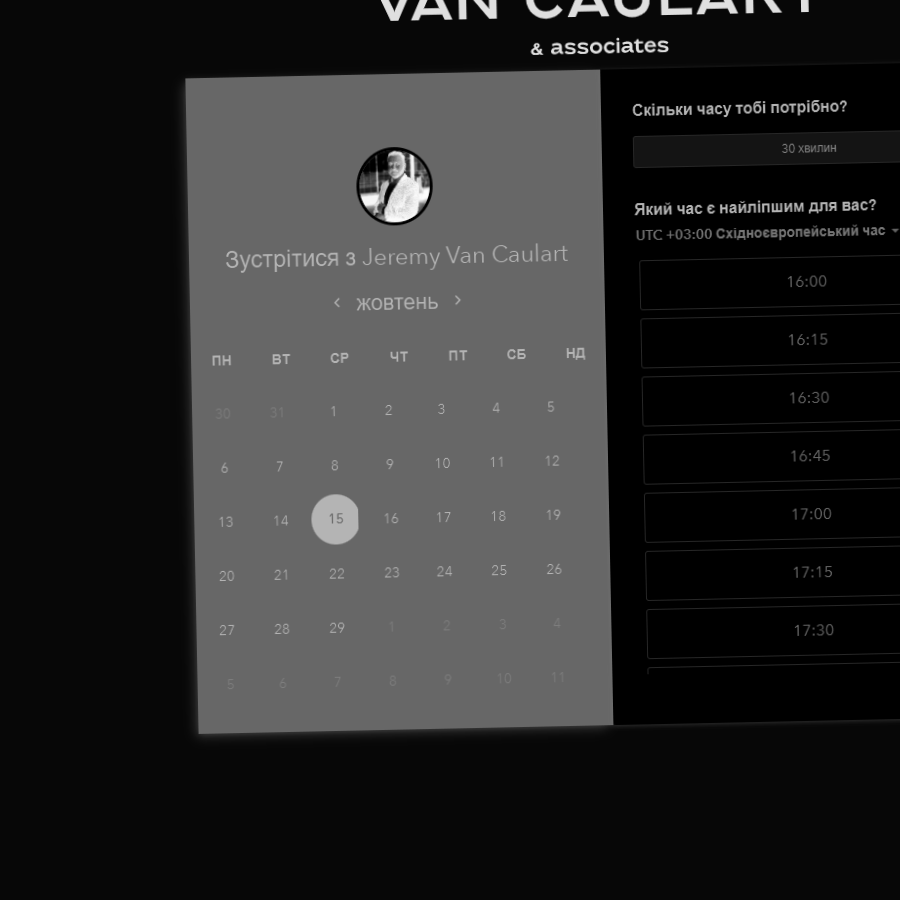 VAN CAULART
& associates
Зустрітися з Jeremy Van Caulart
жовтень
ПН ВТ СР ЧТ ПТ СБ НД
30 31 1 2 3 4 5
6 7 8 9 10 11 12
13 14 15 16 17 18 19
20 21 22 23 24 25 26
27 28 29 1 2 3 4
5 6 7 8 9 10 11
Скільки часу тобі потрібно?
30 хвилин
Який час є найліпшим для вас?
UTC +03:00 Східноєвропейський час
16:00
16:15
16:30
16:45
17:00
17:15
17:30